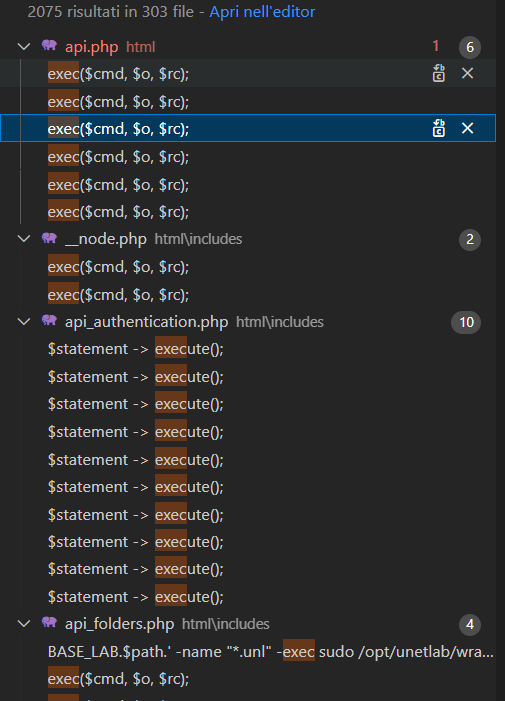 2075 risultati in 303 file - Apri nell'editor
api.php html 1 6
exec($cmd, $o, $rc);
exec($cmd, $o, $rc);
exec($cmd, $o, $rc);
exec($cmd, $o, $rc);
exec($cmd, $o, $rc);
exec($cmd, $o, $rc);
__node.php html\includes 2
exec($cmd, $o, $rc);
exec($cmd, $o, $rc);
api_authentication.php html\includes 10
$statement -> execute();
$statement -> execute();
$statement -> execute();
$statement -> execute();
$statement -> execute();
$statement -> execute();
$statement -> execute();
$statement -> execute();
$statement -> execute();
$statement -> execute();
api_folders.php html\includes 4
BASE_LAB.$path.' -name "*.unl" -exec sudo /opt/unetlab/wra...
exec($cmd, $o, $rc);